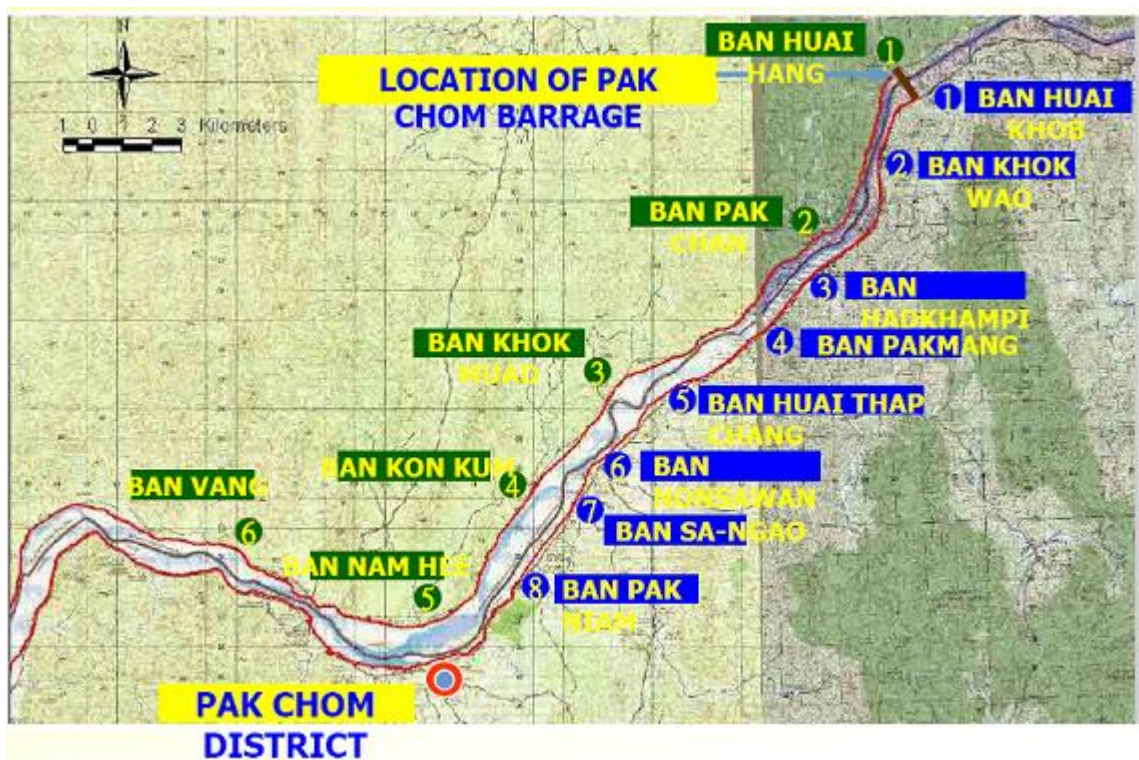 BAN HUAI
HANG
1
LOCATION OF PAK
CHOM BARRAGE
N
1 0 1 2 3 Kilometers
1 BAN HUAI
KHOB
2 BAN KHOK
WAO
BAN PAK
CHAN
2
3 BAN
HADKHAMPI
4 BAN PAKMANG
BAN KHOK
MUAD
3
5 BAN HUAI THAP
CHANG
BAN KON KUM
4
6 BAN
NONSAWAN
BAN VANG
6
7 BAN SA-NGAO
BAN NAM HEE
5
8 BAN PAK
NIAM
PAK CHOM
DISTRICT